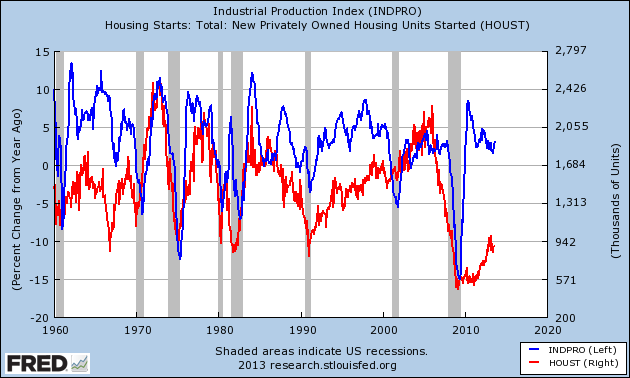 Industrial Production Index (INDPRO)
Housing Starts: Total: New Privately Owned Housing Units Started (HOUST)
(Percent Change from Year Ago)
15
10
5
0
-5
-10
-15
-20
2,797
2,426
2,055
1,684
1,313
942
571
200
(Thousands of Units)
1960 1970 1980 1990 2000 2010 2020
Shaded areas indicate US recessions.
2013 research.stlouisfed.org
FRED
INDPRO (Left)
HOUST (Right)